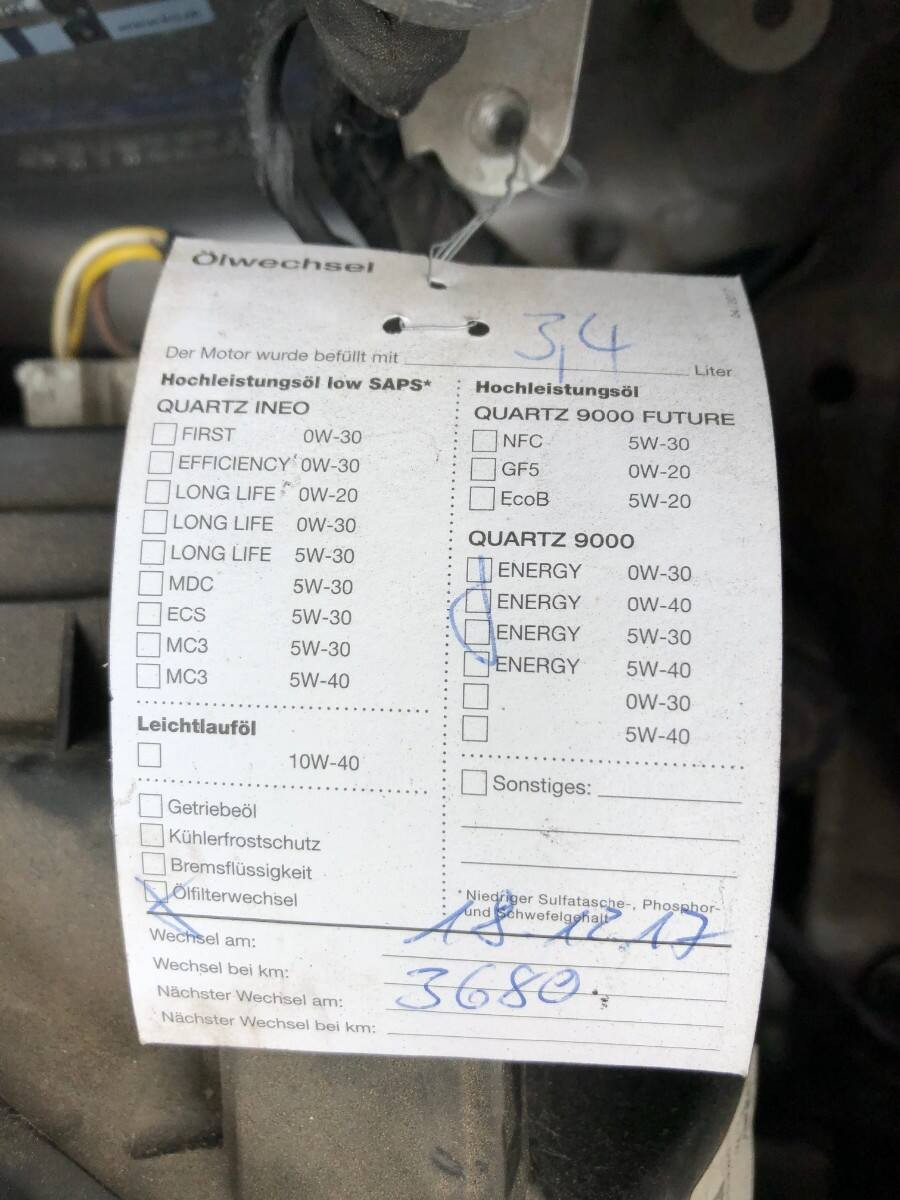 Ölwechsel
3,4
Der Motor wurde befüllt mit Liter
Hochleistungsöl low SAPS*
QUARTZ INEO
FIRST 0W-30
EFFICIENCY 0W-30
LONG LIFE 0W-20
LONG LIFE 0W-30
LONG LIFE 5W-30
MDC 5W-30
ECS 5W-30
MC3 5W-30
MC3 5W-40
Leichtlauföl
10W-40
Getriebeöl
Kühlerfrostschutz
Bremsflüssigkeit
Ölfilterwechsel
Hochleistungsöl
QUARTZ 9000 FUTURE
NFC 5W-30
GF5 0W-20
EcoB 5W-20
QUARTZ 9000
ENERGY 0W-30
ENERGY 0W-40
ENERGY 5W-30
ENERGY 5W-40
0W-30
5W-40
Sonstiges:
*Niedriger Sulfatasche-, Phosphor-
und Schwefelgehalt
Wechsel am: 18.12.17
Wechsel bei km: 3680
Nächster Wechsel am:
Nächster Wechsel bei km: